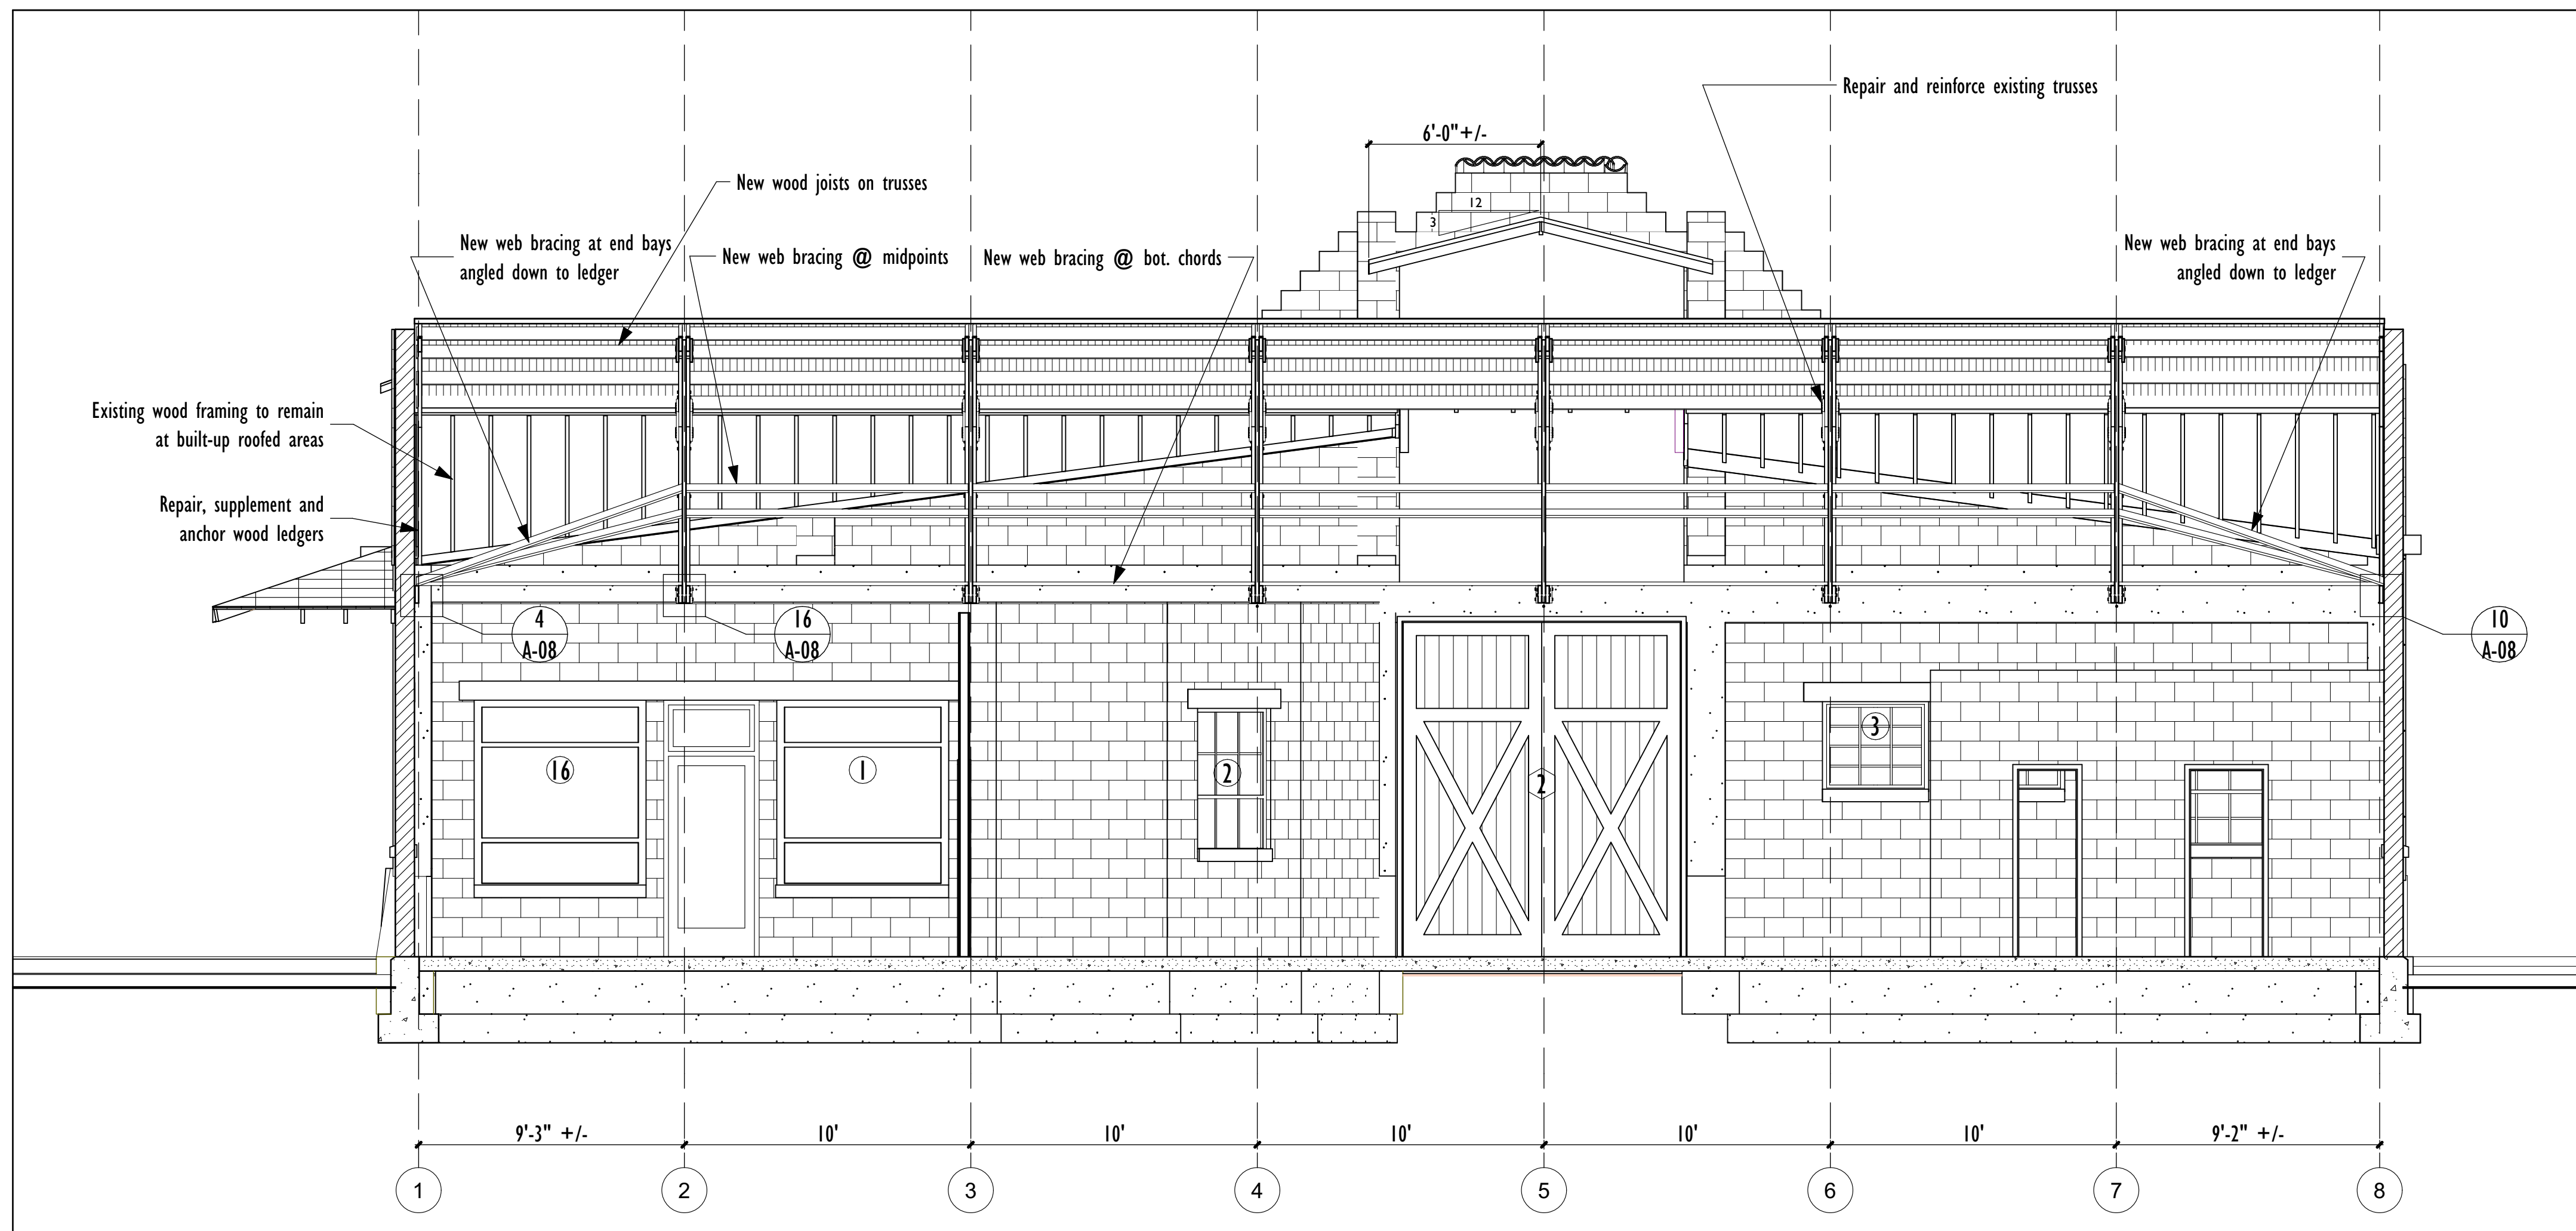 Repair and reinforce existing trusses
6'-0"+/-
New wood joists on trusses
12
3
New web bracing at end bays
angled down to ledger
New web bracing @ midpoints
New web bracing @ bot. chords
New web bracing at end bays
angled down to ledger
Existing wood framing to remain
at built-up roofed areas
Repair, supplement and
anchor wood ledgers
4
A-08
16
A-08
10
A-08
16
1
2
2
3
9'-3" +/-
10'
10'
10'
10'
10'
9'-2" +/-
1
2
3
4
5
6
7
8